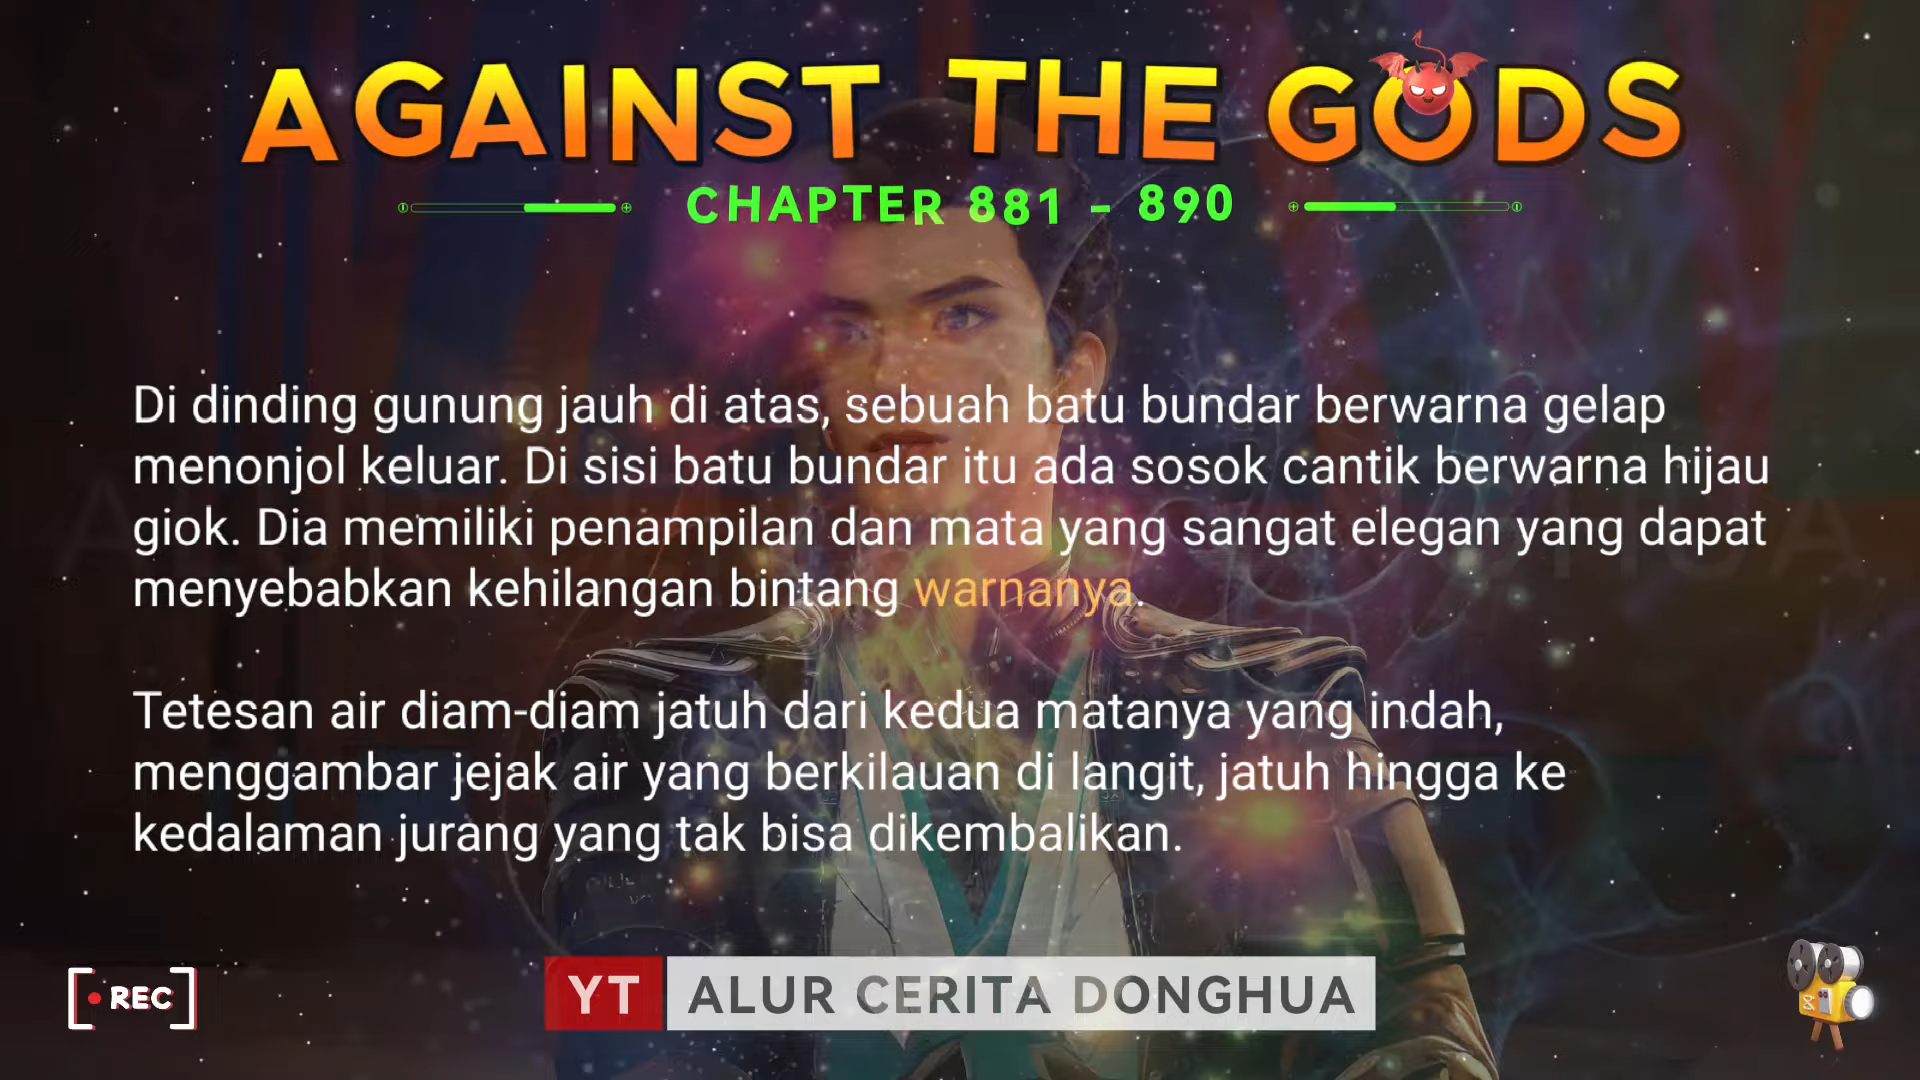 AGAINST THE GODS
CHAPTER 881 - 890
Di dinding gunung jauh di atas, sebuah batu bundar berwarna gelap
menonjol keluar. Di sisi batu bundar itu ada sosok cantik berwarna hijau
giok. Dia memiliki penampilan dan mata yang sangat elegan yang dapat
menyebabkan kehilangan bintang warnanya.
Tetesan air diam-diam jatuh dari kedua matanya yang indah,
menggambar jejak air yang berkilauan di langit, jatuh hingga ke
kedalaman jurang yang tak bisa dikembalikan.
REC
YT ALUR CERITA DONGHUA